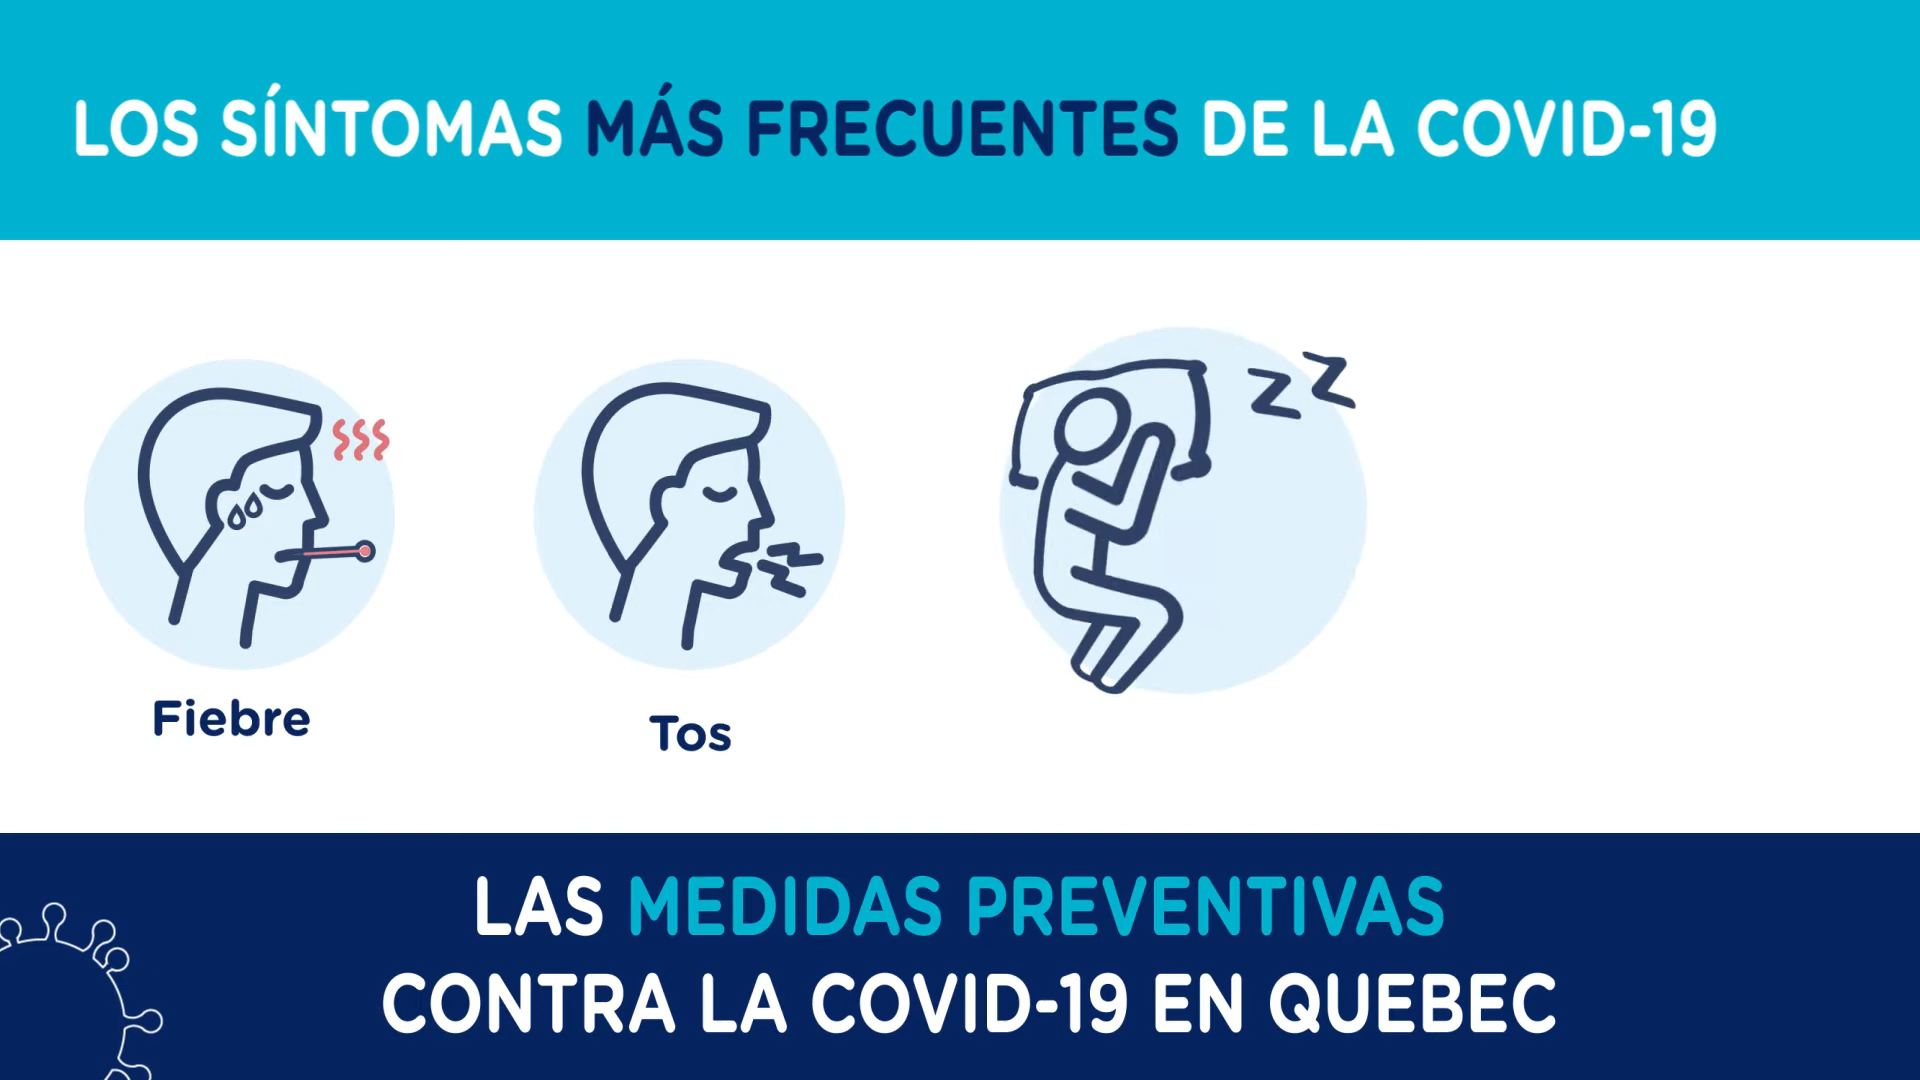 LOS SÍNTOMAS MÁS FRECUENTES DE LA COVID-19
ZZ
Fiebre
Tos
LAS MEDIDAS PREVENTIVAS
CONTRA LA COVID-19 EN QUEBEC